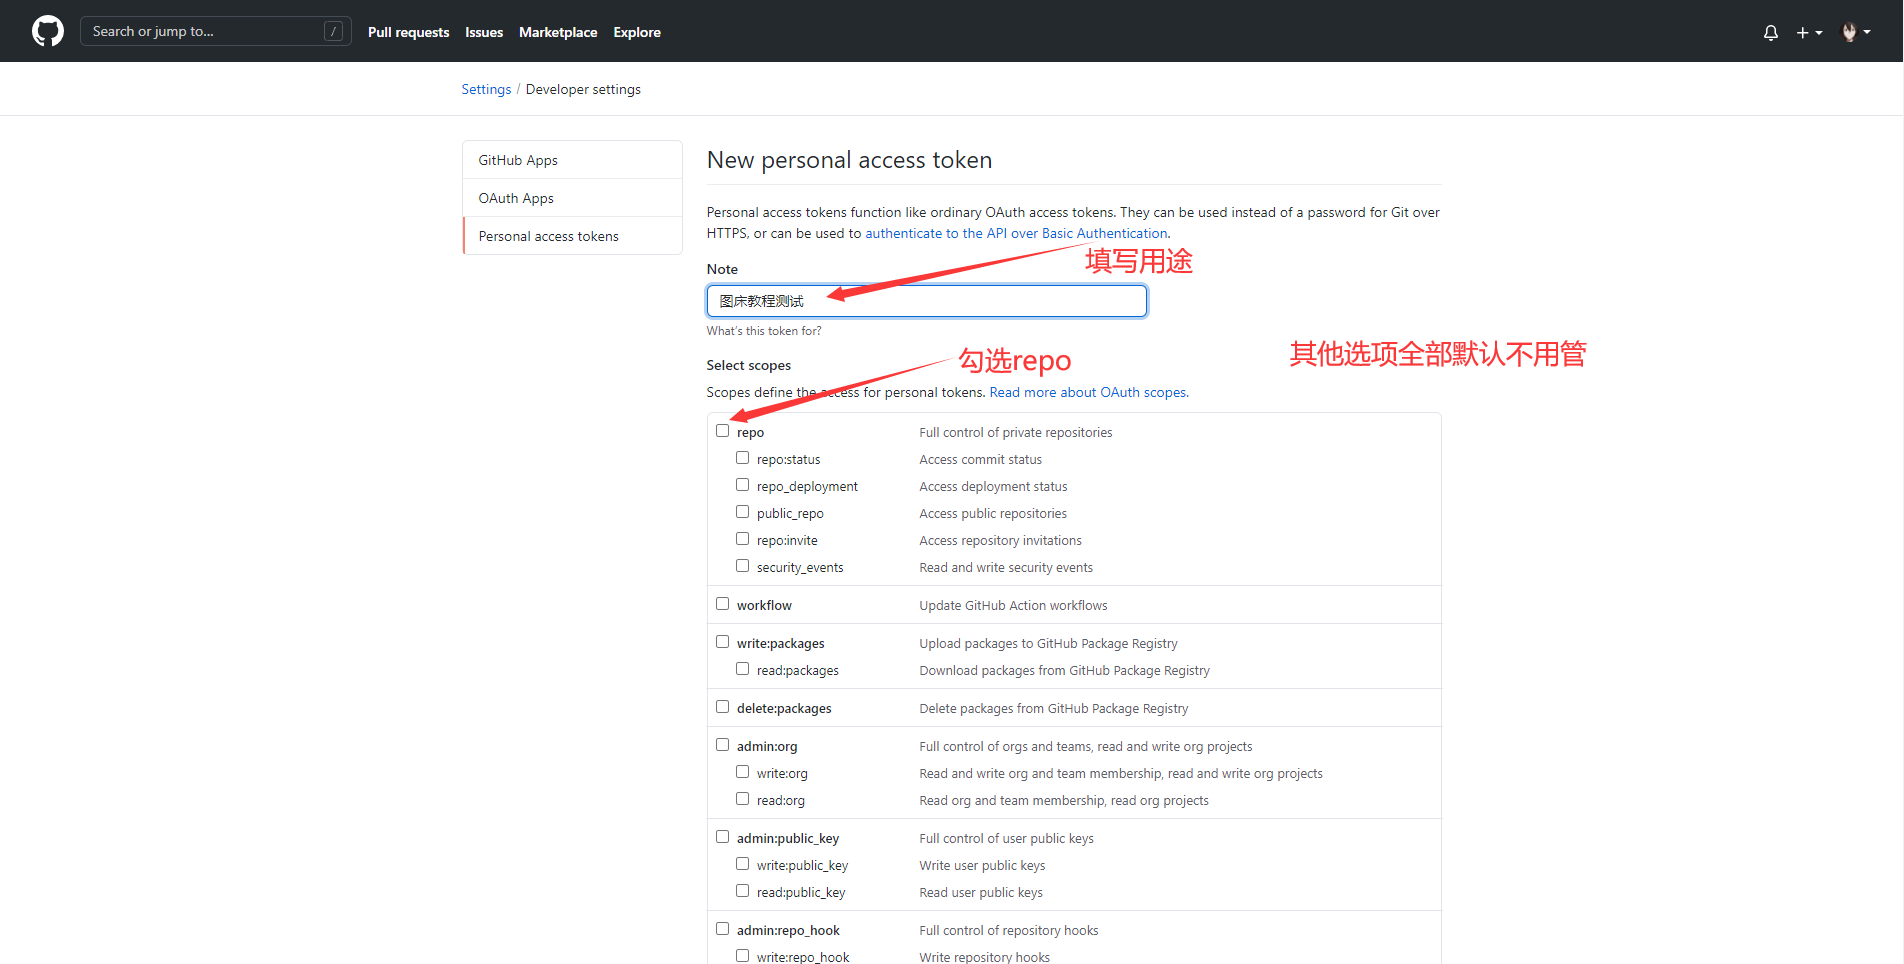 Search or jump to... /
Pull requests Issues Marketplace Explore
Settings / Developer settings
GitHub Apps
OAuth Apps
Personal access tokens
New personal access token
Personal access tokens function like ordinary OAuth access tokens. They can be used instead of a password for Git over
HTTPS, or can be used to authenticate to the API over Basic Authentication.
填写用途
Note
图床教程测试
What's this token for?
勾选repo
其他选项全部默认不用管
Select scopes
Scopes define the access for personal tokens. Read more about OAuth scopes.
repo Full control of private repositories
repo:status Access commit status
repo_deployment Access deployment status
public_repo Access public repositories
repo:invite Access repository invitations
security_events Read and write security events
workflow Update GitHub Action workflows
write:packages Upload packages to GitHub Package Registry
read:packages Download packages from GitHub Package Registry
delete:packages Delete packages from GitHub Package Registry
admin:org Full control of orgs and teams, read and write org projects
write:org Read and write org and team membership, read and write org projects
read:org Read org and team membership, read org projects
admin:public_key Full control of user public keys
write:public_key Write user public keys
read:public_key Read user public keys
admin:repo_hook Full control of repository hooks
write:repo_hook Write repository hooks